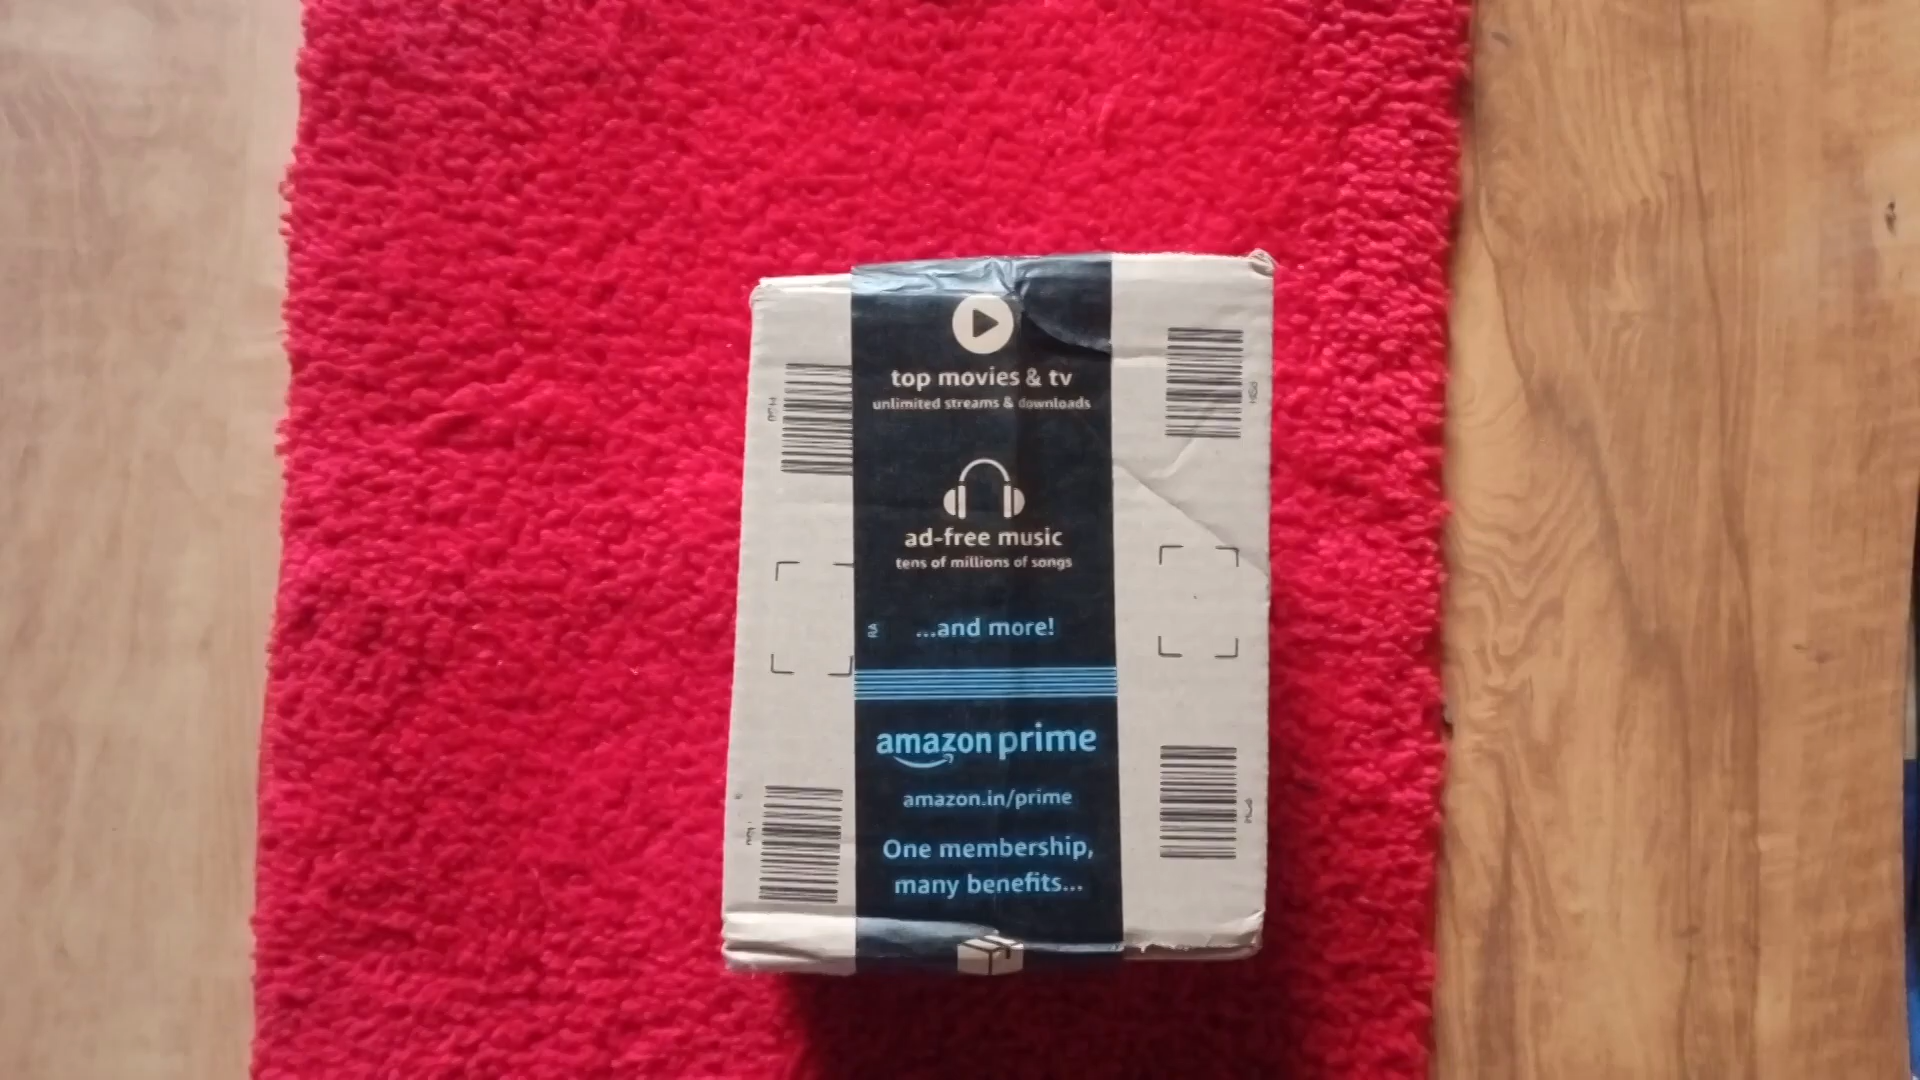 top movies & tv
unlimited streams & downloads
ad-free music
tens of millions of songs
...and more!
amazon prime
amazon.in/prime
One membership,
many benefits...